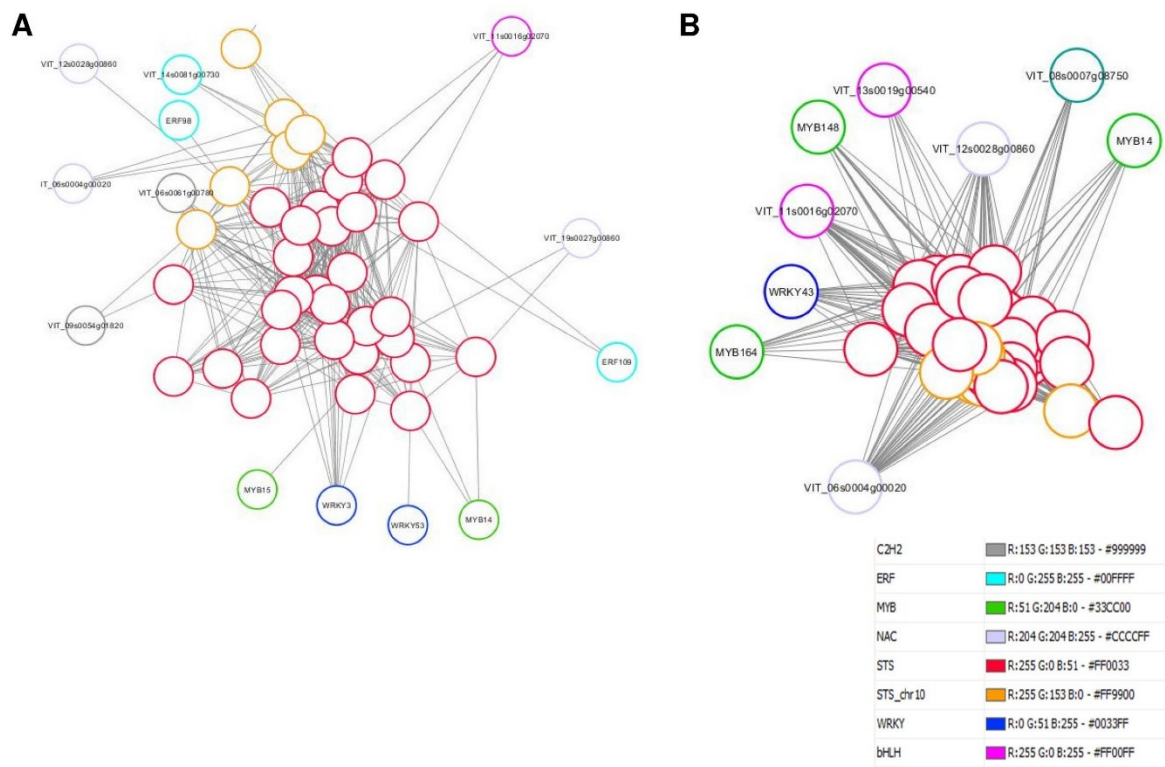 A
VIT_12s0028g00860
VIT_14s0081g00730
VIT_11s0016g02070
ERF98
IT_06s0004g00020
VIT_06s0061g00780
VIT_19s0027g00860
VIT_09s0054g01820
ERF109
MYB15
WRKY3
WRKY53
MYB14
B
VIT_08s0007g08750
VIT_13s0019g00540
MYB148
MYB14
VIT_12s0028g00860
VIT_11s0016g02070
WRKY43
MYB164
VIT_06s0004g00020
C2H2 R:153 G:153 B:153 - #999999
ERF R:0 G:255 B:255 - #00FFFF
MYB R:51 G:204 B:0 - #33CC00
NAC R:204 G:204 B:255 - #CCCCFF
STS R:255 G:0 B:51 - #FF0033
STS_chr10 R:255 G:153 B:0 - #FF9900
WRKY R:0 G:51 B:255 - #0033FF
bHLH R:255 G:0 B:255 - #FF00FF